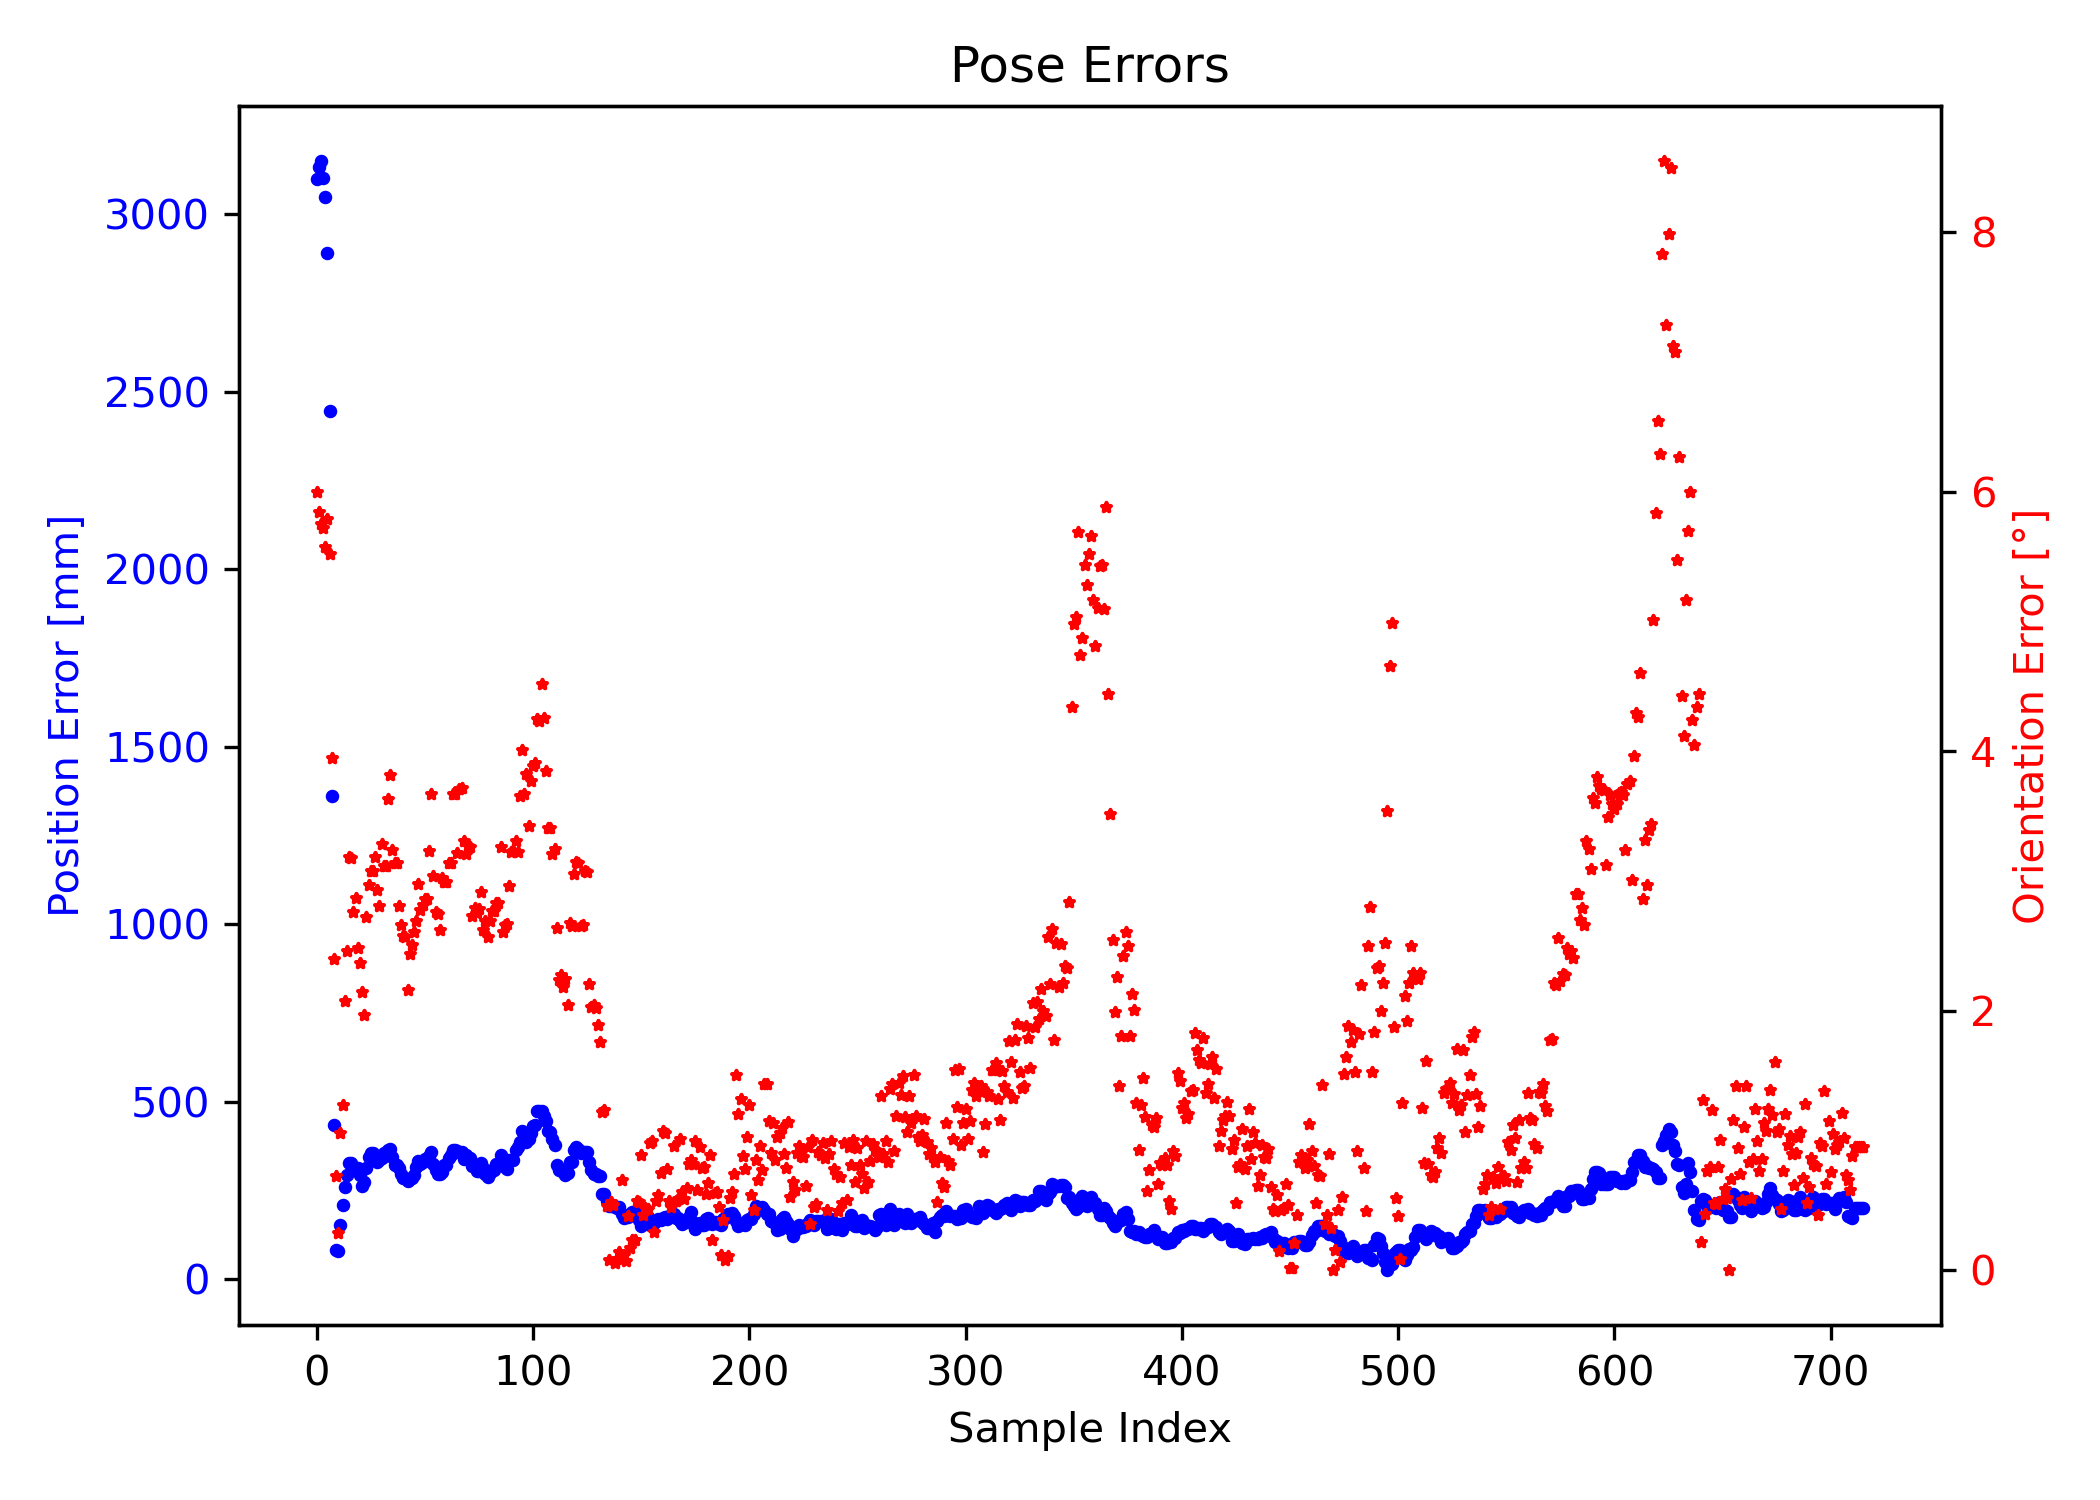 Pose Errors
3000
2500
2000
1500
1000
500
0
Position Error [mm]
8
6
4
2
0
Orientation Error [°]
0 100 200 300 400 500 600 700
Sample Index